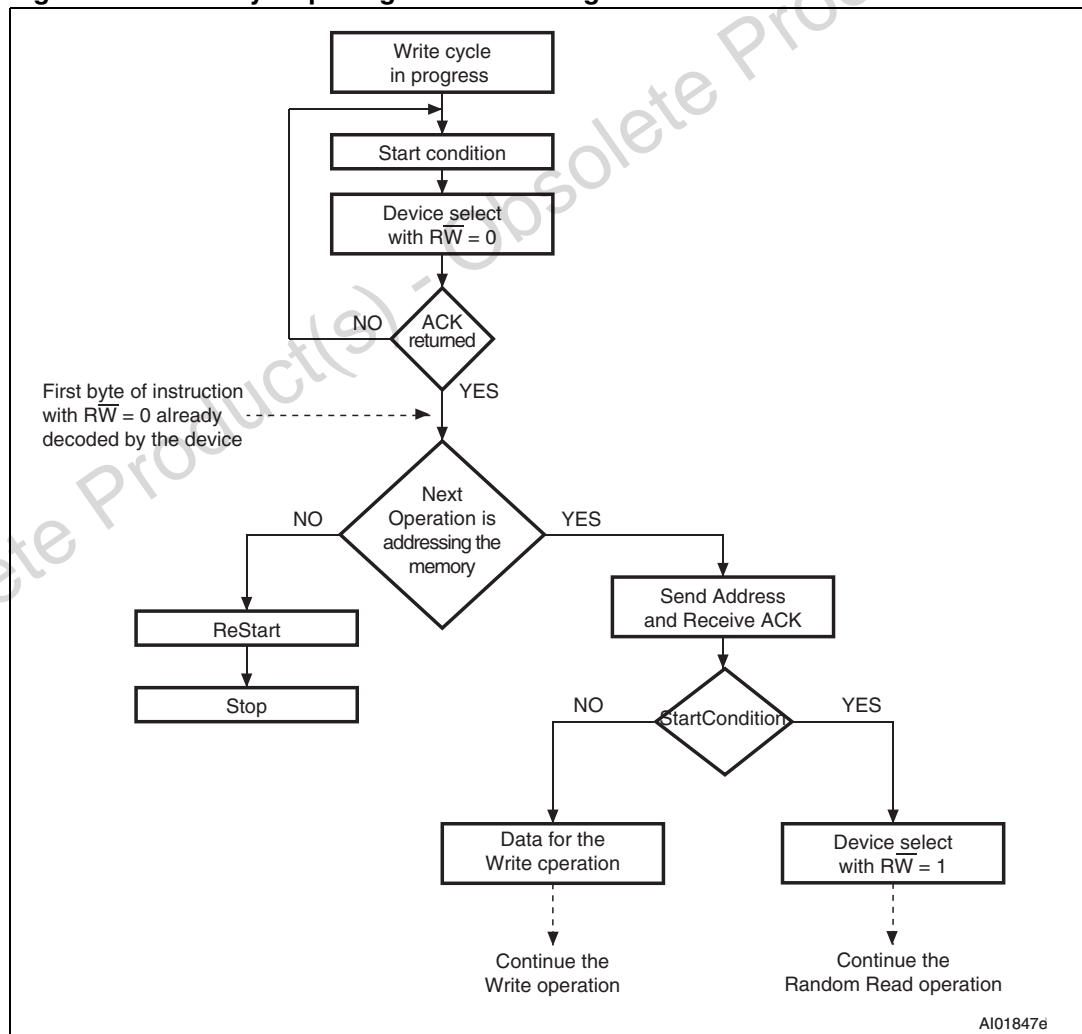 Write cycle
in progress
Start condition
Device select
with RW̅ = 0
NO
ACK
returned
YES
First byte of instruction
with RW̅ = 0 already
decoded by the device
Next
Operation is
addressing the
memory
NO
YES
Send Address
and Receive ACK
ReStart
Stop
StartCondition
NO
YES
Data for the
Write cperation
Device select
with RW̅ = 1
Continue the
Write operation
Continue the
Random Read operation
AI01847e
ete Product(s) - Obsolete Pro